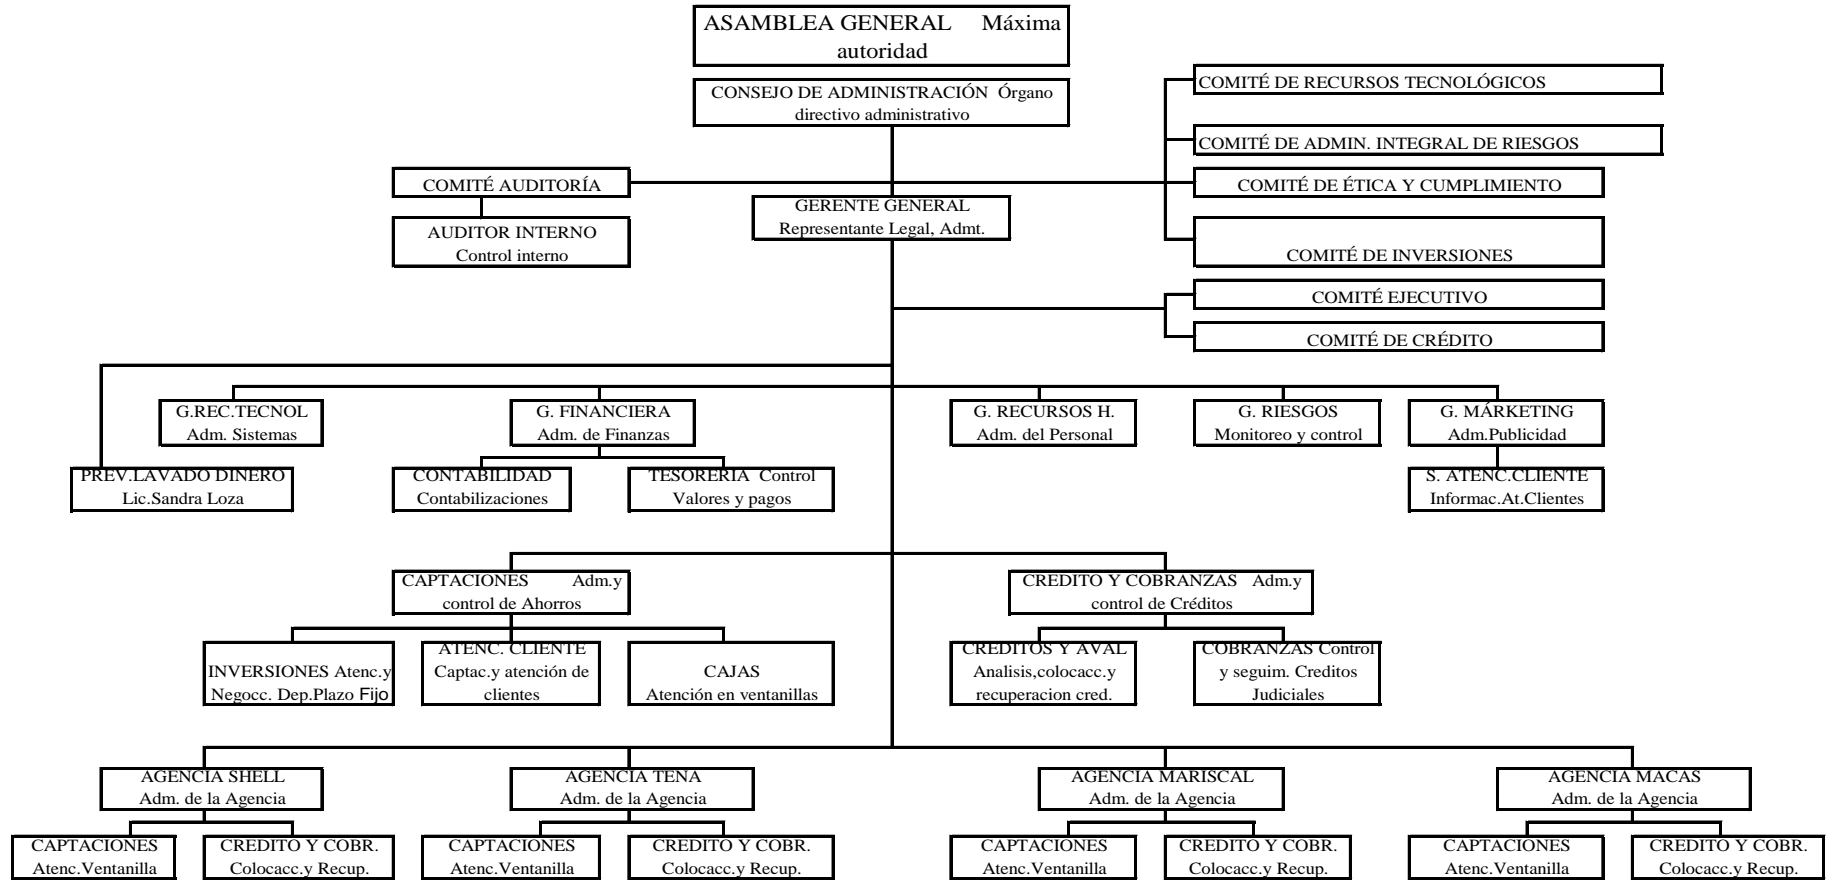 ASAMBLEA GENERAL Máxima
autoridad
CONSEJO DE ADMINISTRACIÓN Órgano
directivo administrativo
COMITÉ DE RECURSOS TECNOLÓGICOS
COMITÉ DE ADMIN. INTEGRAL DE RIESGOS
COMITÉ AUDITORÍA
COMITÉ DE ÉTICA Y CUMPLIMIENTO
GERENTE GENERAL
Representante Legal, Admt.
AUDITOR INTERNO
Control interno
COMITÉ DE INVERSIONES
COMITÉ EJECUTIVO
COMITÉ DE CRÉDITO
G.REC.TECNOL
Adm. Sistemas
G. FINANCIERA
Adm. de Finanzas
G. RECURSOS H.
Adm. del Personal
G. RIESGOS
Monitoreo y control
G. MÁRKETING
Adm.Publicidad
PREV.LAVADO DINERO
Lic.Sandra Loza
CONTABILIDAD
Contabilizaciones
TESORERIA Control
Valores y pagos
S. ATENC.CLIENTE
Informac.At.Clientes
CAPTACIONES Adm.y
control de Ahorros
CREDITO Y COBRANZAS Adm.y
control de Créditos
INVERSIONES Atenc.y
Negocc. Dep.Plazo Fijo
ATENC. CLIENTE
Captac.y atención de
clientes
CAJAS
Atención en ventanillas
CREDITOS Y AVAL
Analisis,colocacc.y
recuperacion cred.
COBRANZAS Control
y seguim. Creditos
Judiciales
AGENCIA SHELL
Adm. de la Agencia
AGENCIA TENA
Adm. de la Agencia
AGENCIA MARISCAL
Adm. de la Agencia
AGENCIA MACAS
Adm. de la Agencia
CAPTACIONES
Atenc.Ventanilla
CREDITO Y COBR.
Colocacc.y Recup.
CAPTACIONES
Atenc.Ventanilla
CREDITO Y COBR.
Colocacc.y Recup.
CAPTACIONES
Atenc.Ventanilla
CREDITO Y COBR.
Colocacc.y Recup.
CAPTACIONES
Atenc.Ventanilla
CREDITO Y COBR.
Colocacc.y Recup.